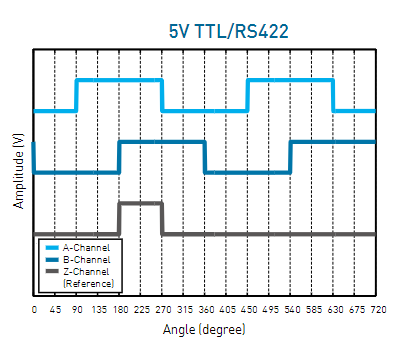 5V TTL/RS422
Amplitude (V)
A-Channel
B-Channel
Z-Channel
(Reference)
0 45 90 135 180 225 270 315 360 405 450 495 540 585 630 675 720
Angle (degree)